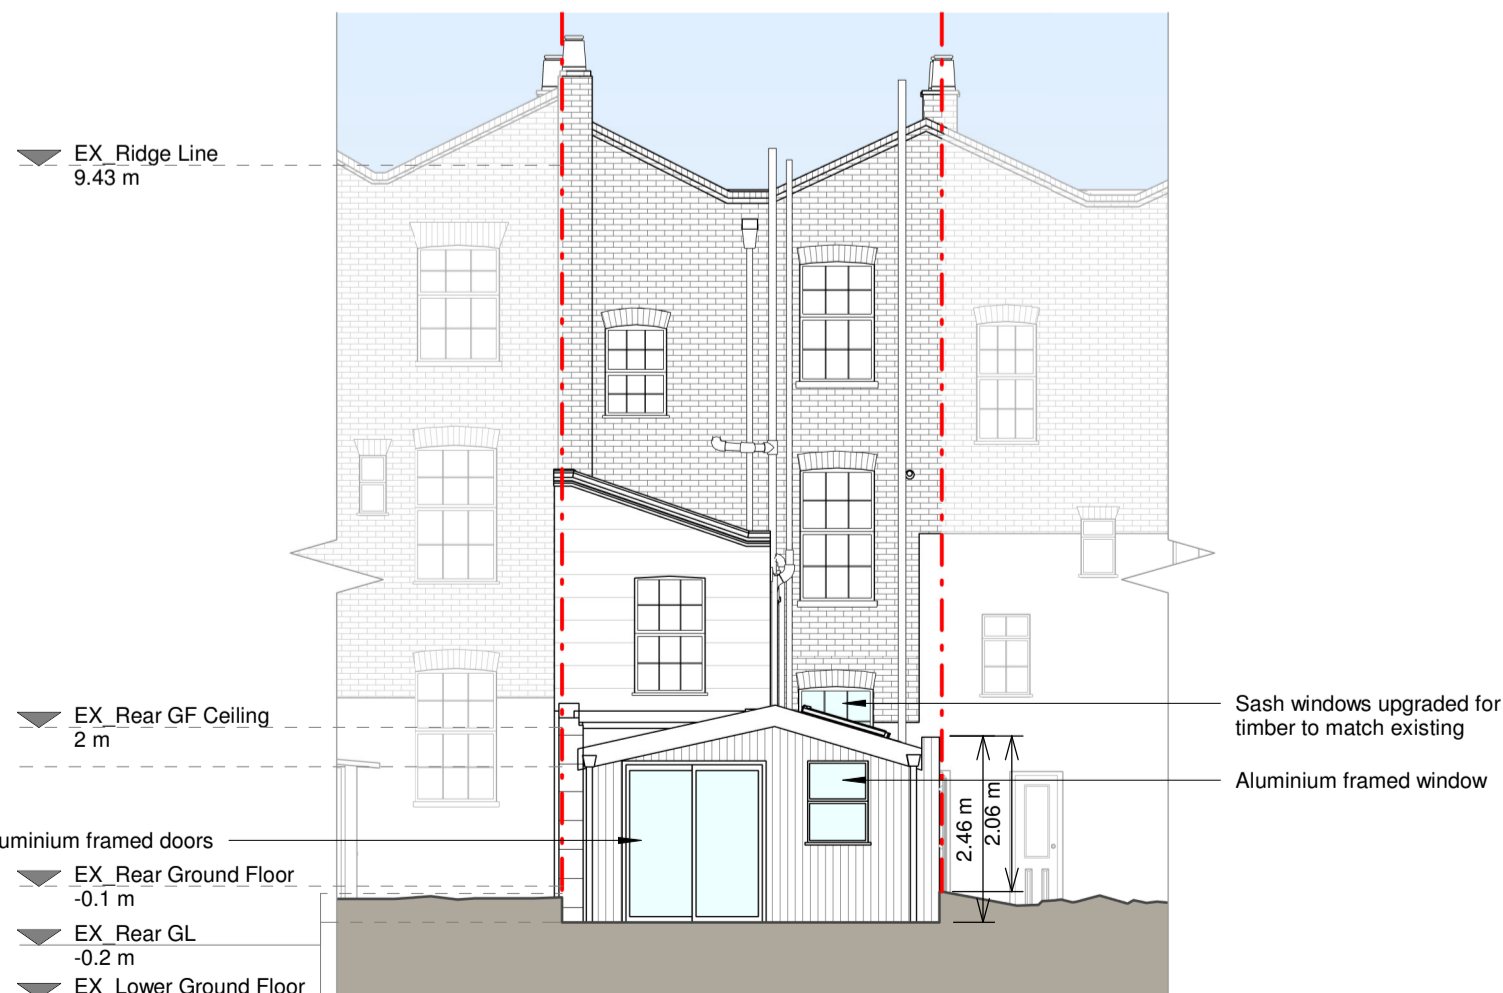 EX_Ridge Line
9.43 m
EX_Rear GF Ceiling
2 m
Sash windows upgraded for
timber to match existing
Aluminium framed window
2.46 m
2.06 m
uminium framed doors
EX_Rear Ground Floor
-0.1 m
EX_Rear GL
-0.2 m
EX_Lower Ground Floor